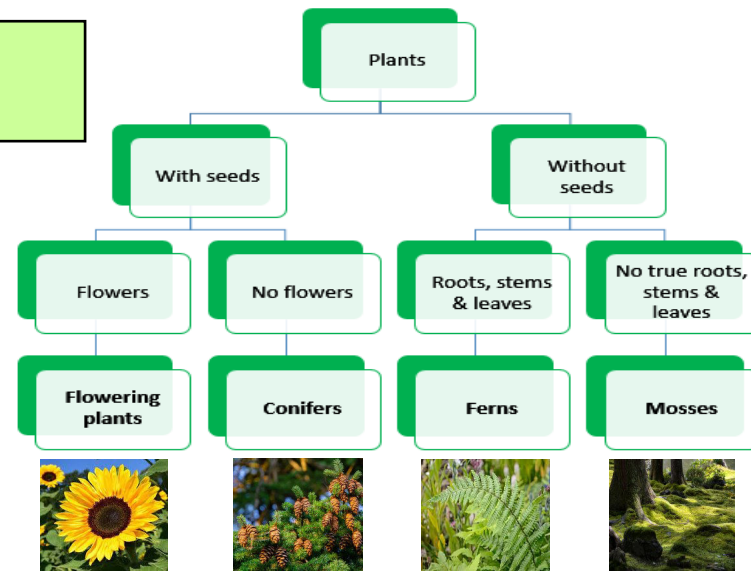 Plants
With seeds
Without
seeds
Flowers
No flowers
Roots, stems
& leaves
No true roots,
stems &
leaves
Flowering
plants
Conifers
Ferns
Mosses